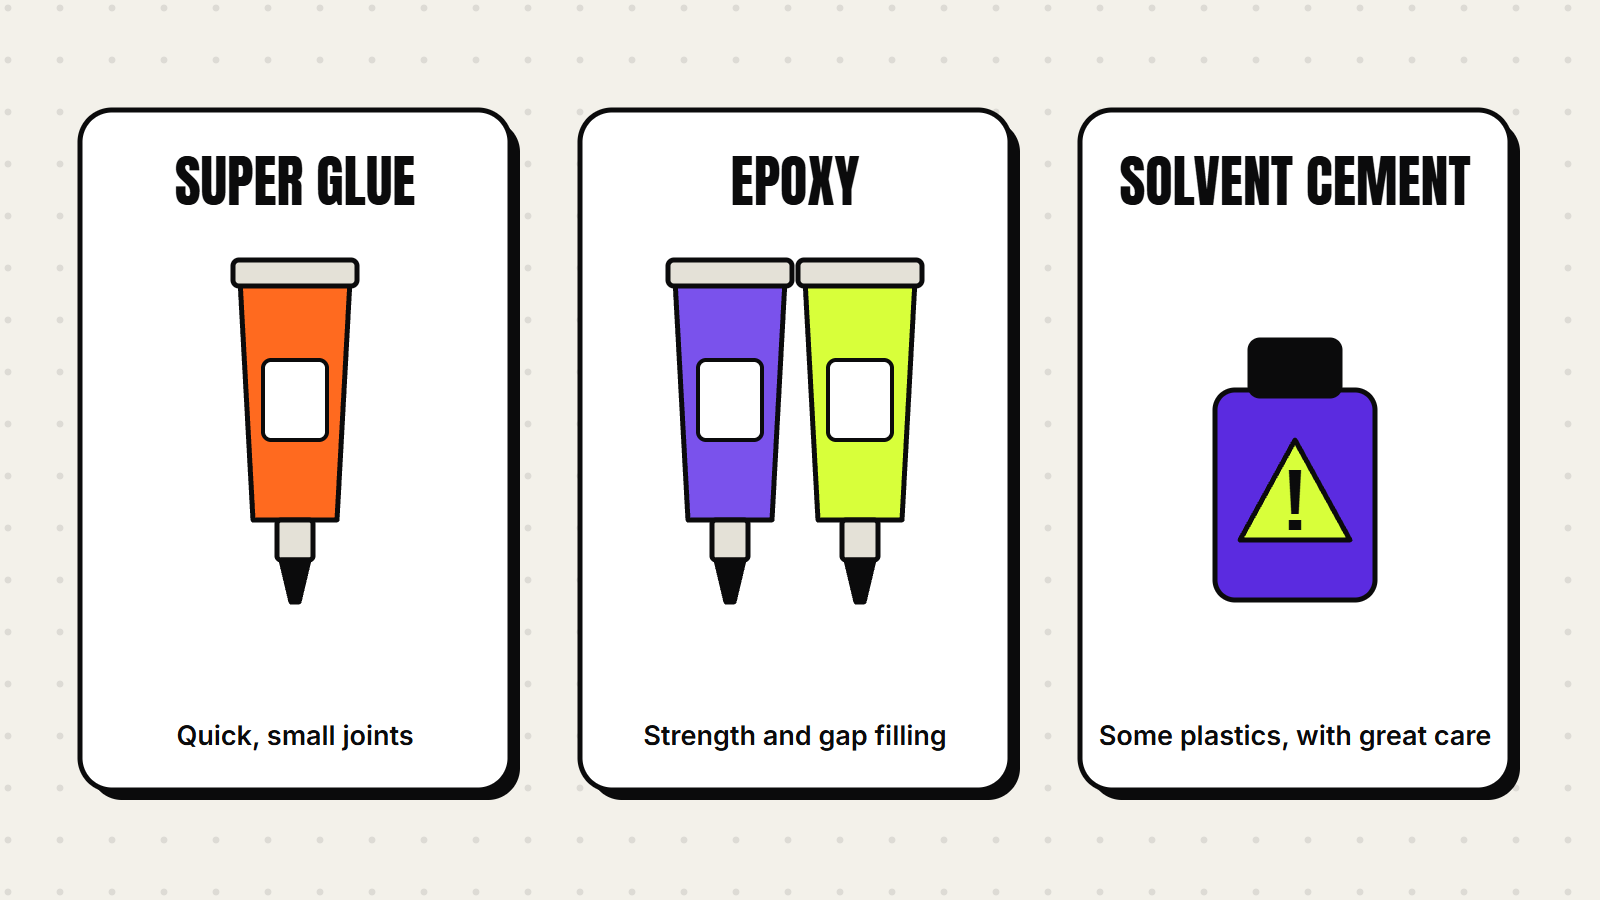 SUPER GLUE
Quick, small joints
EPOXY
Strength and gap filling
SOLVENT CEMENT
!
Some plastics, with great care